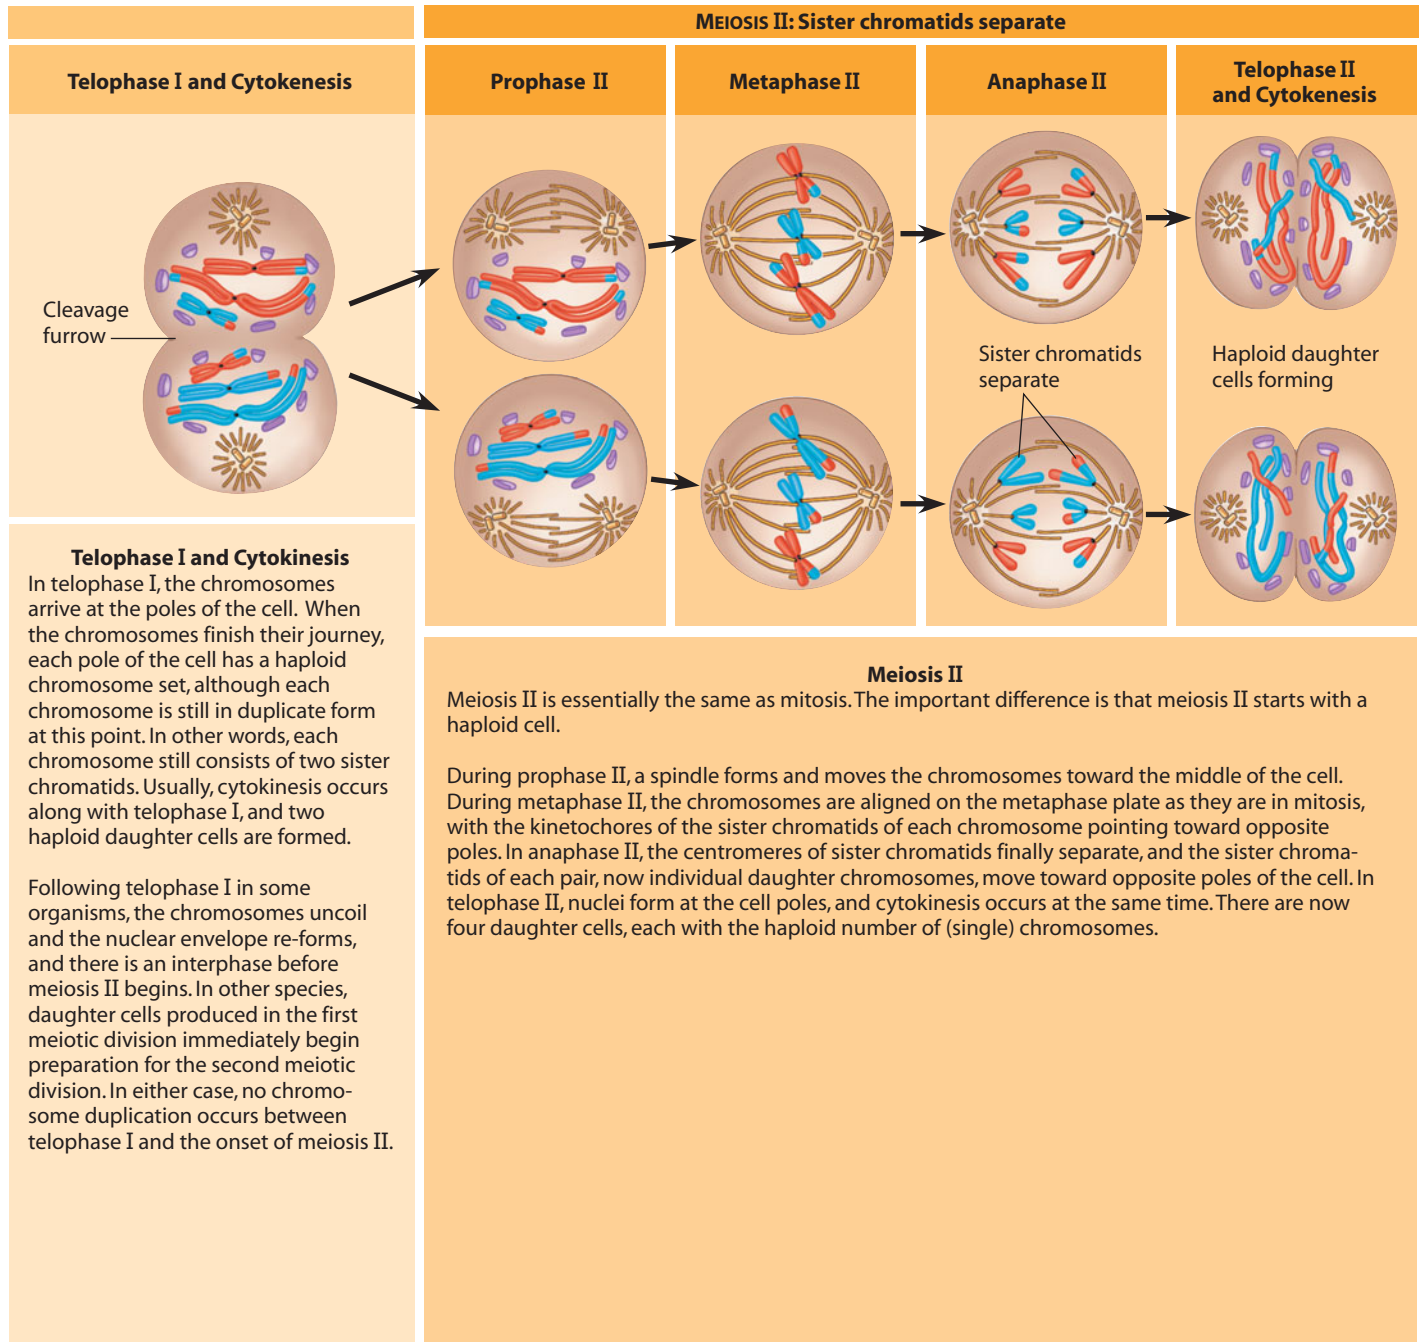 MEIOSIS II: Sister chromatids separate
Telophase I and Cytokenesis
Prophase II
Metaphase II
Anaphase II
Telophase II
and Cytokenesis
Cleavage
furrow
Sister chromatids
separate
Haploid daughter
cells forming
Telophase I and Cytokinesis
In telophase I, the chromosomes
arrive at the poles of the cell. When
the chromosomes finish their journey,
each pole of the cell has a haploid
chromosome set, although each
chromosome is still in duplicate form
at this point. In other words, each
chromosome still consists of two sister
chromatids. Usually, cytokinesis occurs
along with telophase I, and two
haploid daughter cells are formed.
Following telophase I in some
organisms, the chromosomes uncoil
and the nuclear envelope re-forms,
and there is an interphase before
meiosis II begins. In other species,
daughter cells produced in the first
meiotic division immediately begin
preparation for the second meiotic
division. In either case, no chromo-
some duplication occurs between
telophase I and the onset of meiosis II.
Meiosis II
Meiosis II is essentially the same as mitosis. The important difference is that meiosis II starts with a
haploid cell.
During prophase II, a spindle forms and moves the chromosomes toward the middle of the cell.
During metaphase II, the chromosomes are aligned on the metaphase plate as they are in mitosis,
with the kinetochores of the sister chromatids of each chromosome pointing toward opposite
poles. In anaphase II, the centromeres of sister chromatids finally separate, and the sister chroma-
tids of each pair, now individual daughter chromosomes, move toward opposite poles of the cell. In
telophase II, nuclei form at the cell poles, and cytokinesis occurs at the same time. There are now
four daughter cells, each with the haploid number of (single) chromosomes.